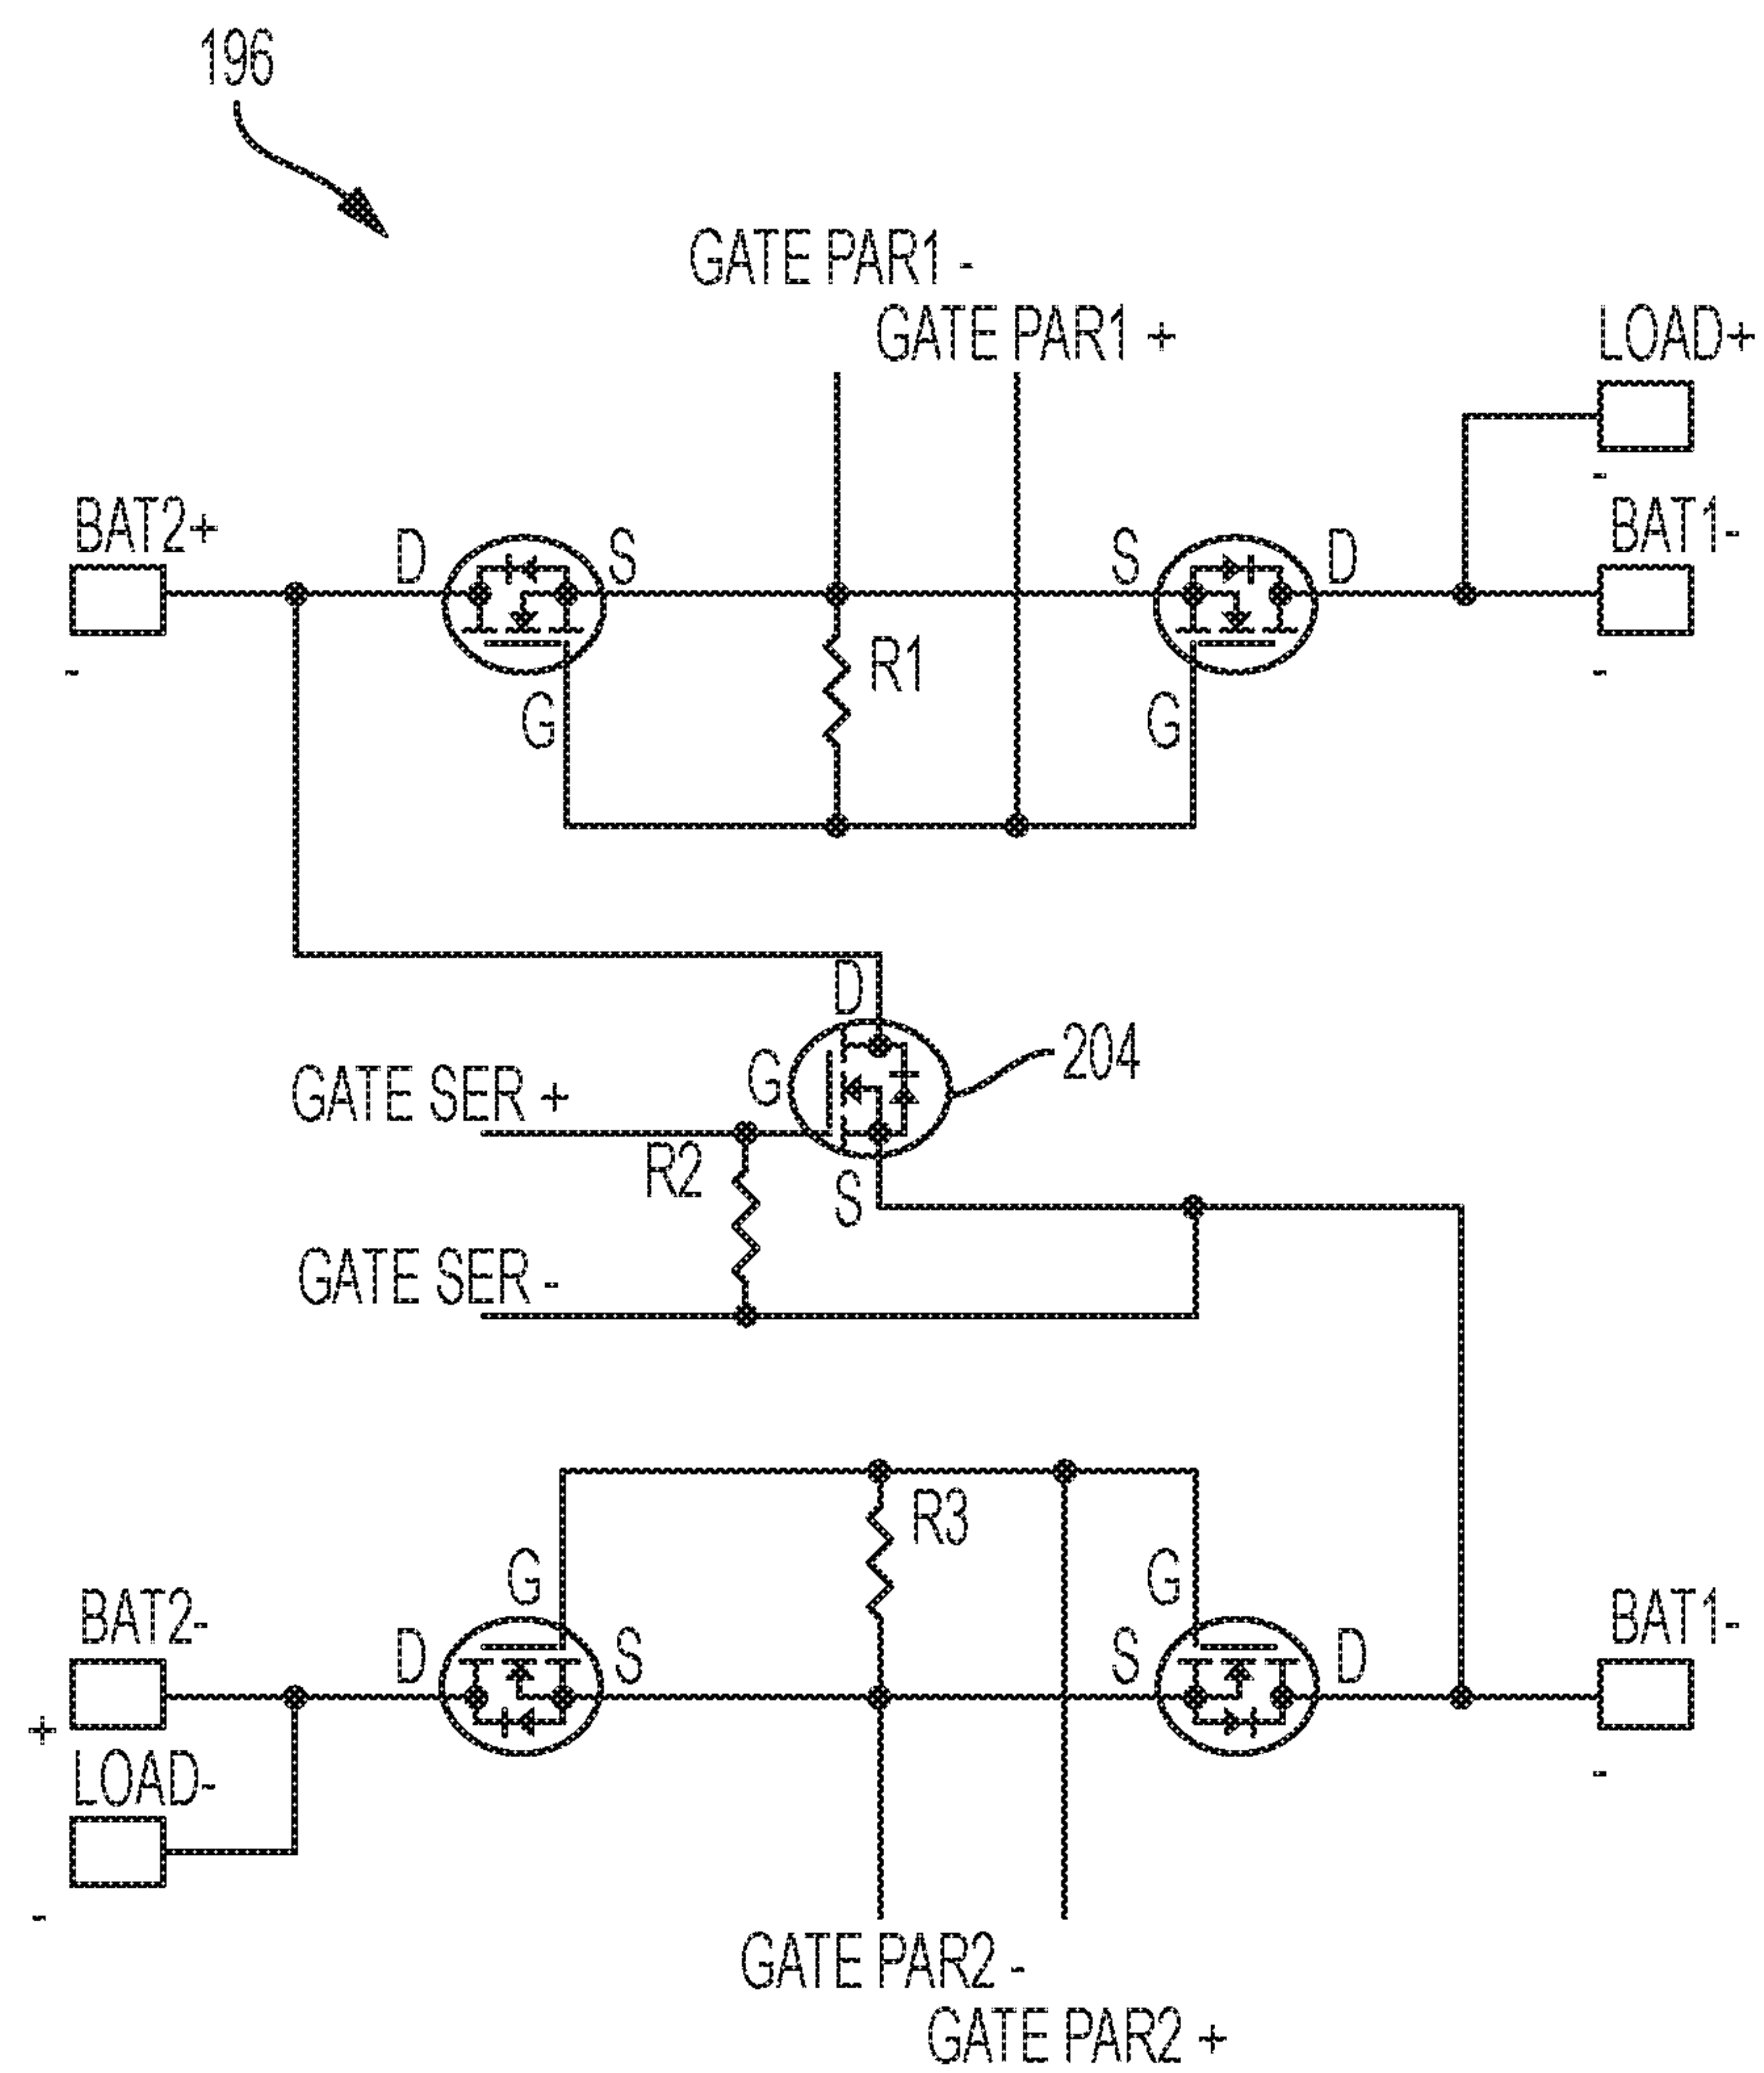 196
GATE PAR1 -
GATE PAR1 +
LOAD+
-
BAT2+
BAT1-
D
S
S
D
-
-
R1
G
G
D
204
G
GATE SER +
R2
S
GATE SER -
R3
G
G
BAT2-
BAT1-
D
S
S
D
+
LOAD-
-
-
GATE PAR2 -
GATE PAR2 +